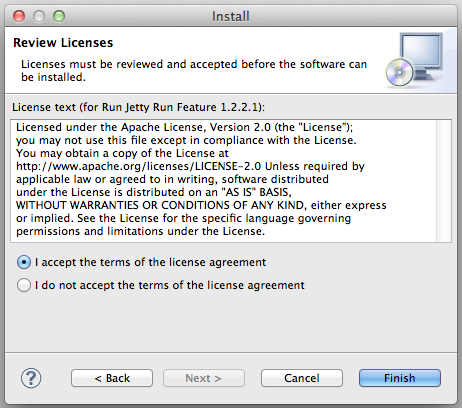 Install
Review Licenses
Licenses must be reviewed and accepted before the software can
be installed.
License text (for Run Jetty Run Feature 1.2.2.1):
Licensed under the Apache License, Version 2.0 (the "License");
you may not use this file except in compliance with the License.
You may obtain a copy of the License at
http://www.apache.org/licenses/LICENSE-2.0 Unless required by
applicable law or agreed to in writing, software distributed
under the License is distributed on an "AS IS" BASIS,
WITHOUT WARRANTIES OR CONDITIONS OF ANY KIND, either express
or implied. See the License for the specific language governing
permissions and limitations under the License.
I accept the terms of the license agreement
I do not accept the terms of the license agreement
? < Back Next > Cancel Finish